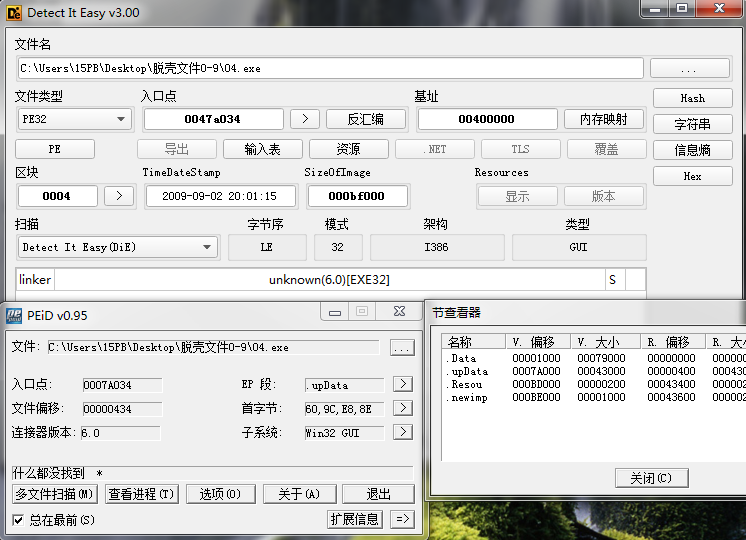 Detect It Easy v3.00
文件名
C:\Users\15PB\Desktop\脱壳文件0-9\04.exe
...
文件类型 入口点 基址
PE32 0047a034 > 反汇编 00400000 内存映射 Hash
PE 导出 输入表 资源 .NET TLS 覆盖 字符串
区块 TimeDateStamp SizeOfImage Resources 信息熵
0004 > 2009-09-02 20:01:15 000bf000 显示 版本 Hex
扫描 字节序 模式 架构 类型
Detect It Easy(DiE) LE 32 I386 GUI
linker unknown(6.0)[EXE32] S
PEiD v0.95
文件: C:\Users\15PB\Desktop\脱壳文件0-9\04.exe ...
入口点: 0007A034 EP 段: .upData >
文件偏移: 00000434 首字节: 60,9C,E8,8E >
连接器版本: 6.0 子系统: Win32 GUI >
什么都没找到 *
多文件扫描(M) 查看进程(T) 选项(O) 关于(A) 退出
总在最前(S) 扩展信息 =>
节查看器
名称 V. 偏移 V. 大小 R. 偏移 R. 大
.Data 00001000 00079000 00000000 000000
.upData 0007A000 00043000 00000400 000430
.Resou 000BD000 00000200 00043400 000002
.newimp 000BE000 00001000 00043600 000002
关闭(C)